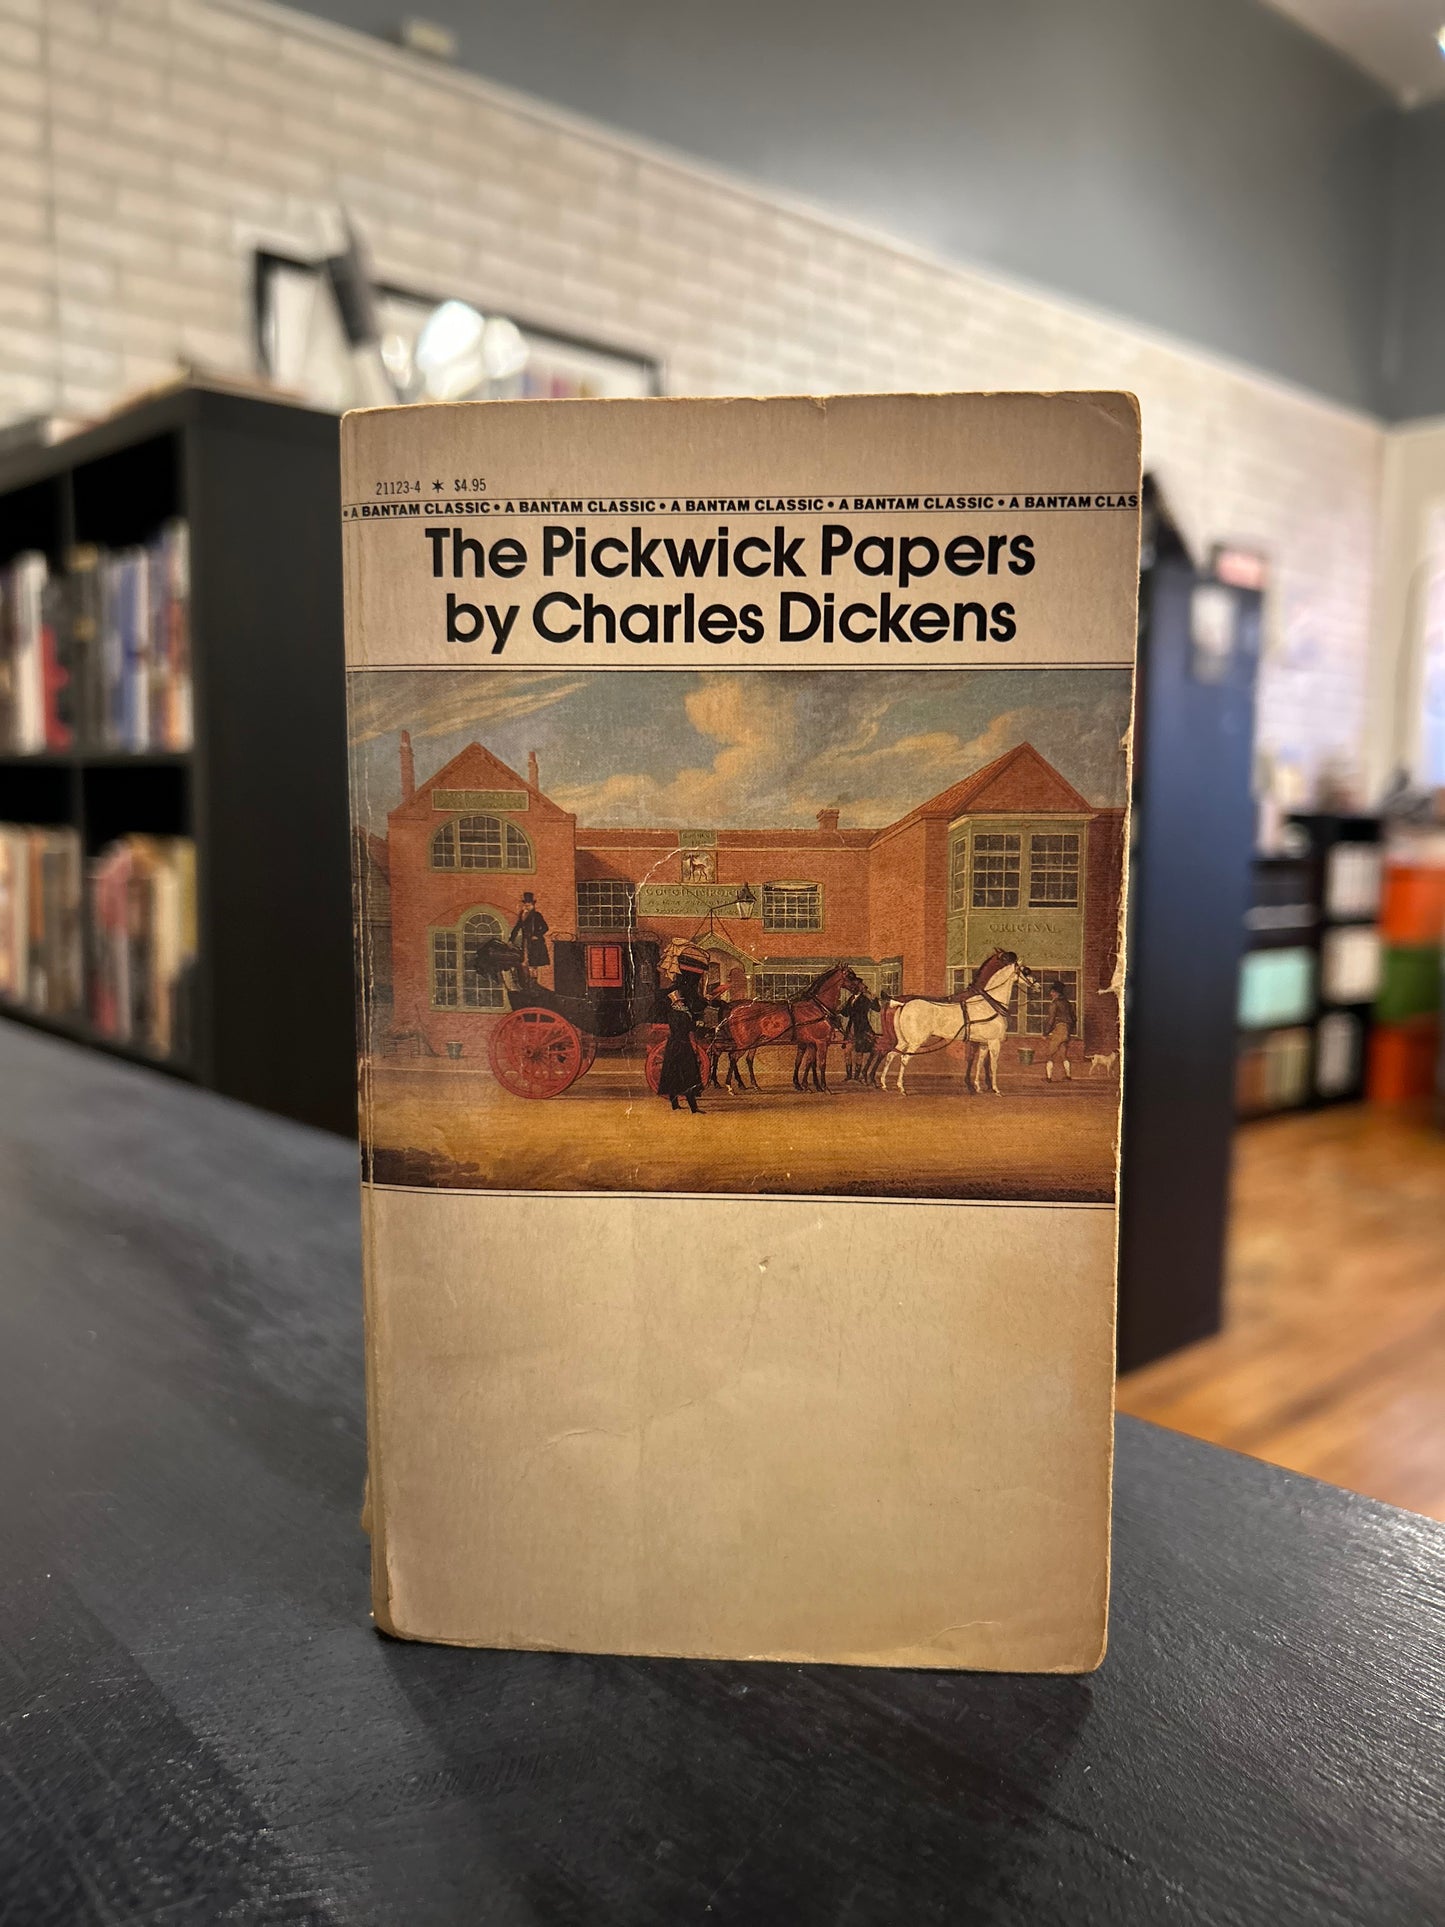 21123-4 * $4.95
• A BANTAM CLASSIC • A BANTAM CLASSIC • A BANTAM CLASSIC • A BANTAM CLASSIC • A BANTAM CLAS
The Pickwick Papers
by Charles Dickens
ORIGINAL